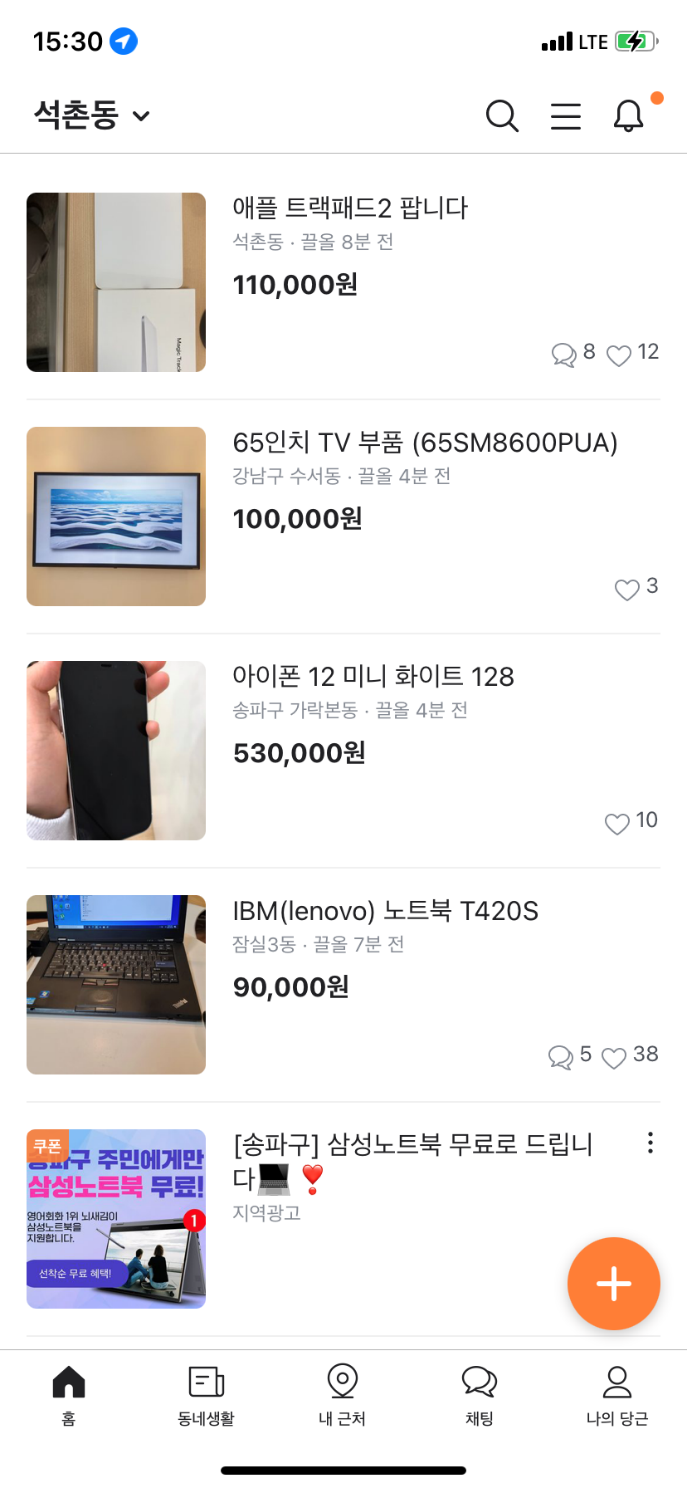 15:30
LTE
석촌동
애플 트랙패드2 팝니다
석촌동 · 끌올 8분 전
110,000원
8 12
Magic Track
65인치 TV 부품 (65SM8600PUA)
강남구 수서동 · 끌올 4분 전
100,000원
3
아이폰 12 미니 화이트 128
송파구 가락본동 · 끌올 4분 전
530,000원
10
IBM(lenovo) 노트북 T420S
잠실3동 · 끌올 7분 전
90,000원
5 38
ThinkPad
쿠폰
송파구 주민에게만
삼성노트북 무료!
영어회화 1위 뇌새김이
삼성노트북을
지원합니다.
1
선착순 무료 혜택!
[송파구] 삼성노트북 무료로 드립니
다💻❣️
지역광고
홈
동네생활
내 근처
채팅
나의 당근